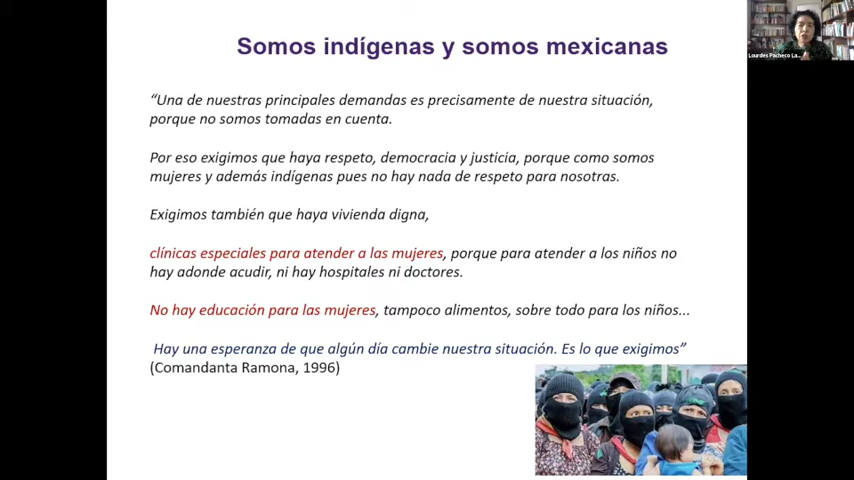 Somos indígenas y somos mexicanas
Lourdes Pacheco La...
“Una de nuestras principales demandas es precisamente de nuestra situación,
porque no somos tomadas en cuenta.
Por eso exigimos que haya respeto, democracia y justicia, porque como somos
mujeres y además indígenas pues no hay nada de respeto para nosotras.
Exigimos también que haya vivienda digna,
clínicas especiales para atender a las mujeres, porque para atender a los niños no
hay adonde acudir, ni hay hospitales ni doctores.
No hay educación para las mujeres, tampoco alimentos, sobre todo para los niños...
Hay una esperanza de que algún día cambie nuestra situación. Es lo que exigimos”
(Comandanta Ramona, 1996)